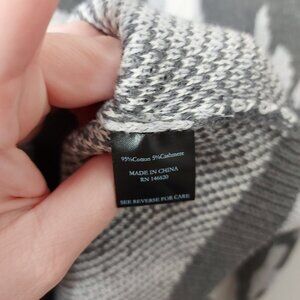 95%Cotton 5%Cashmere
MADE IN CHINA
RN 146620
SEE REVERSE FOR CARE